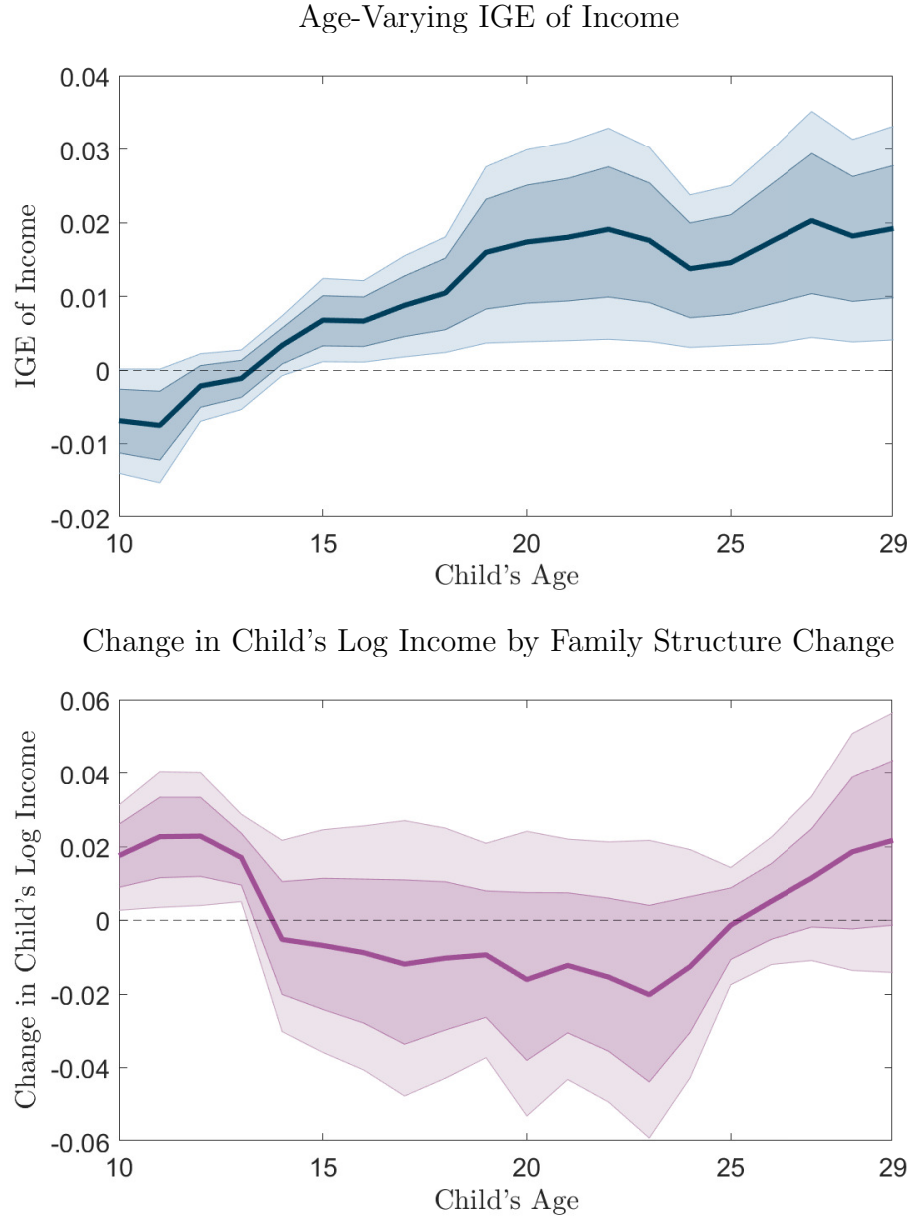 Age-Varying IGE of Income
0.04
0.03
0.02
0.01
0
-0.01
-0.02
IGE of Income
10 15 20 25 29
Child's Age
Change in Child's Log Income by Family Structure Change
0.06
0.04
0.02
0
-0.02
-0.04
-0.06
Change in Child's Log Income
10 15 20 25 29
Child's Age